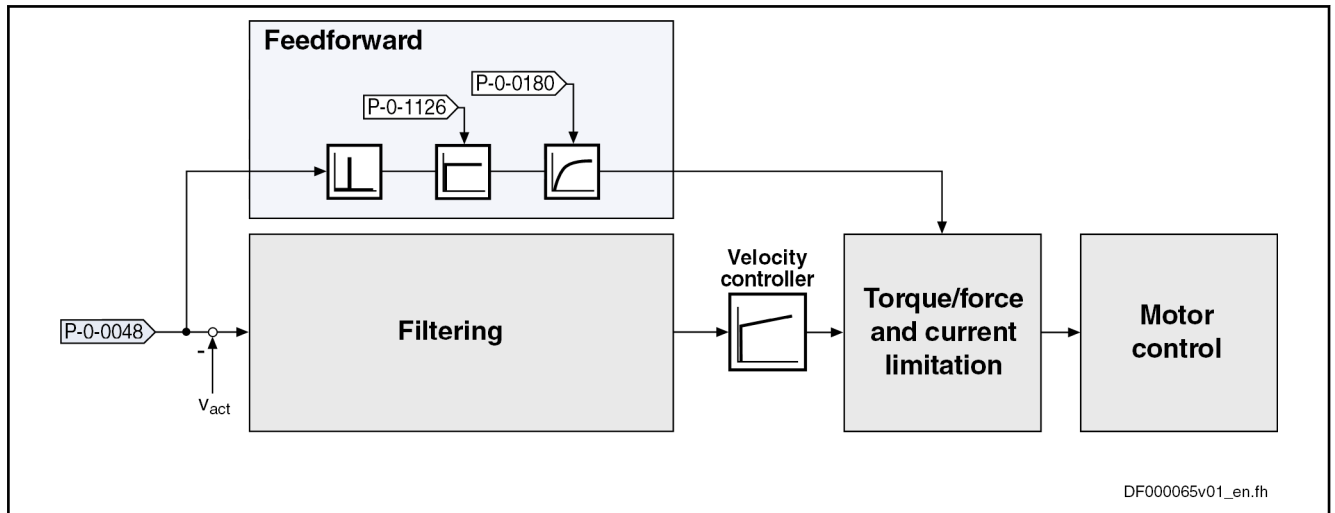 Feedforward
P-0-0180
P-0-1126
Velocity
controller
Filtering
Torque/force
and current
limitation
Motor
control
P-0-0048
-
vact
DF000065v01_en.fh